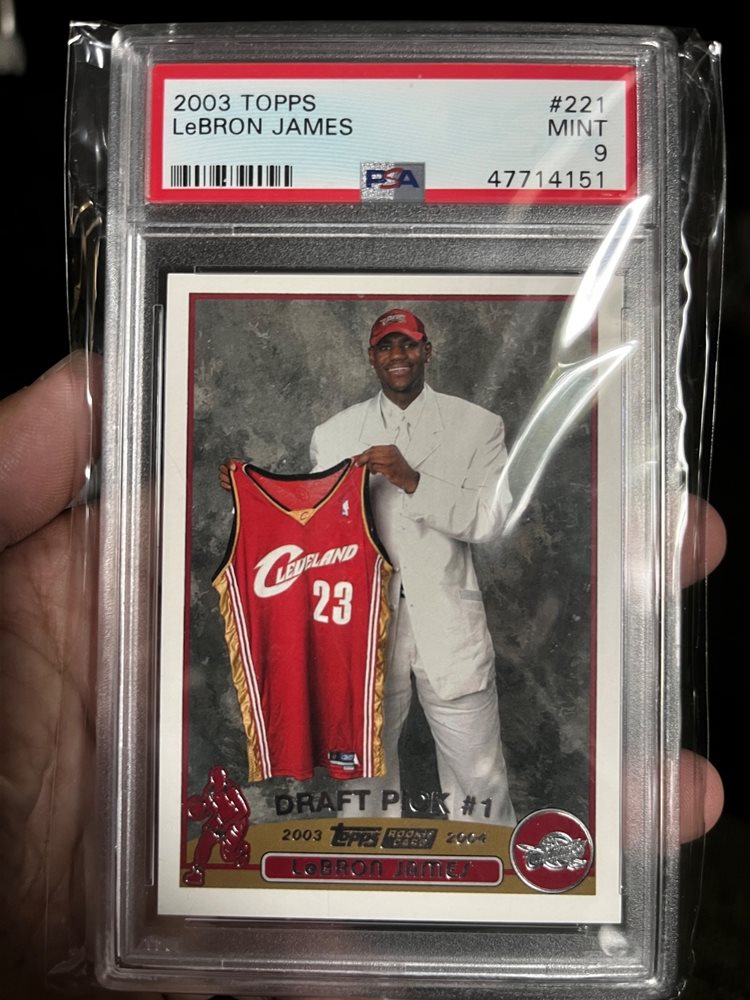 2003 TOPPS #221
LeBRON JAMES MINT
9
PSA 47714151
CLEVELAND
23
DRAFT PICK #1
2003 Topps ROOKIE CARD 2004
LeBRON JAMES